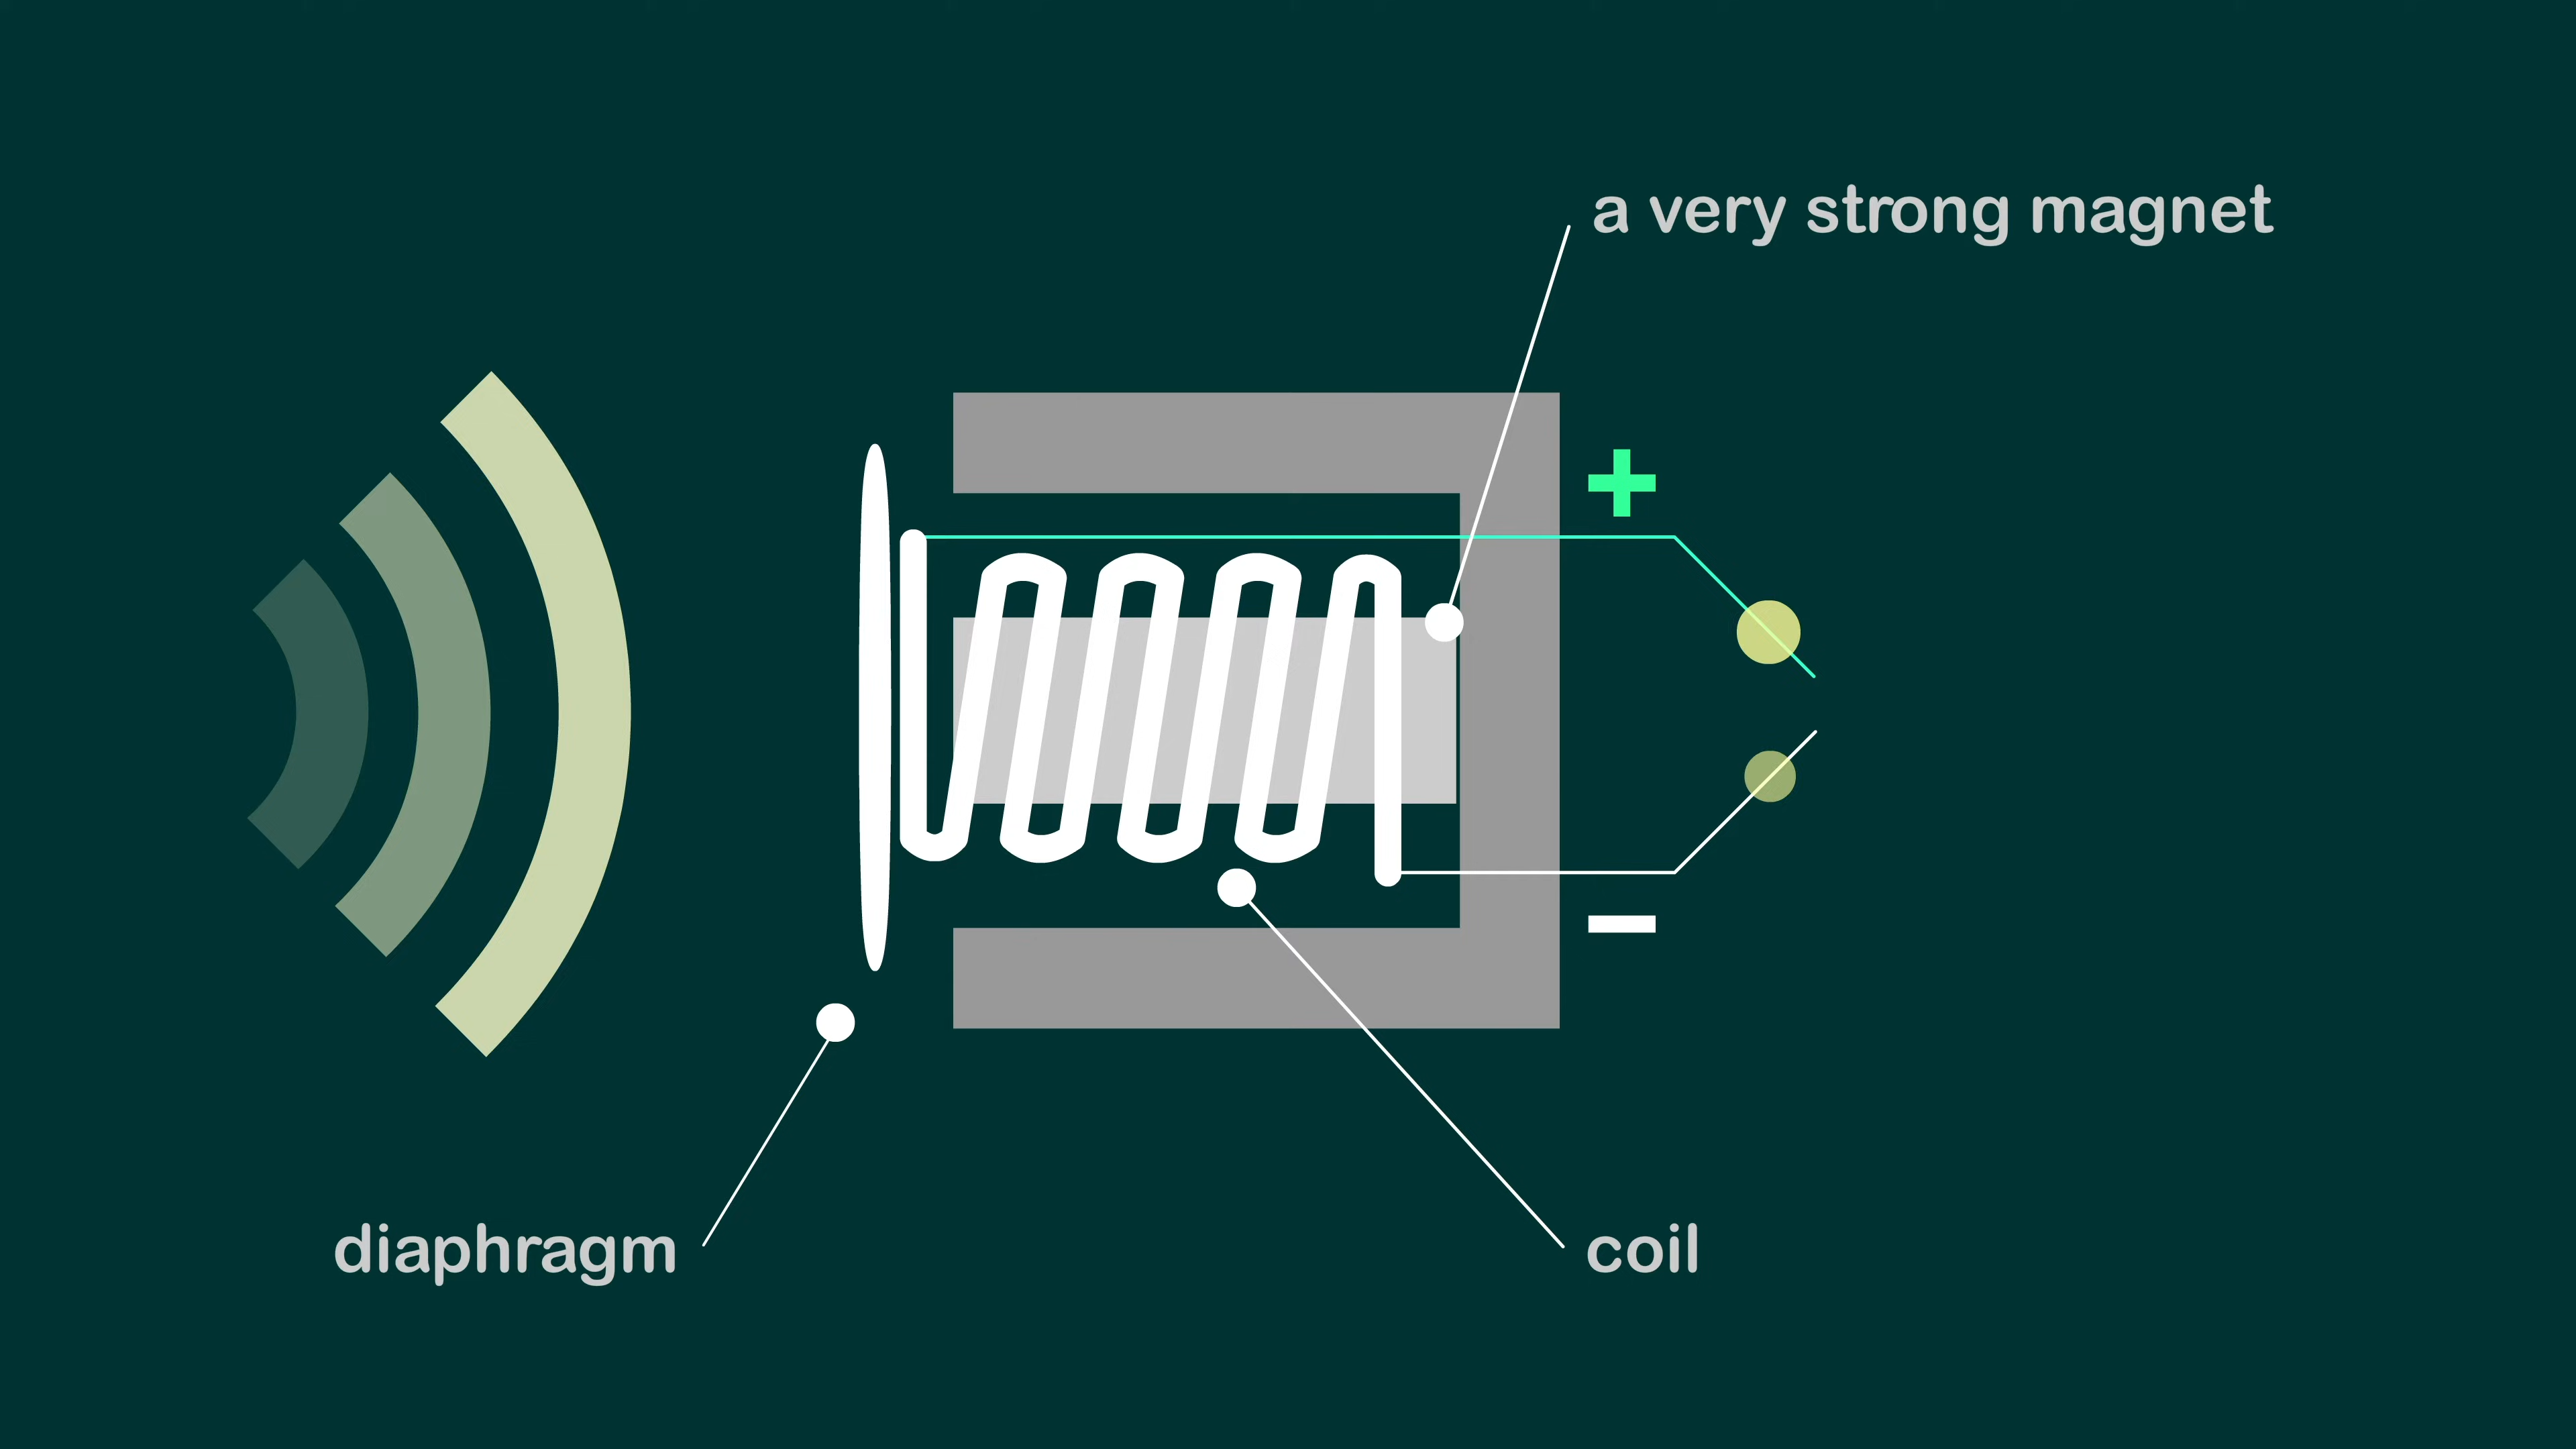 a very strong magnet
+
-
diaphragm
coil